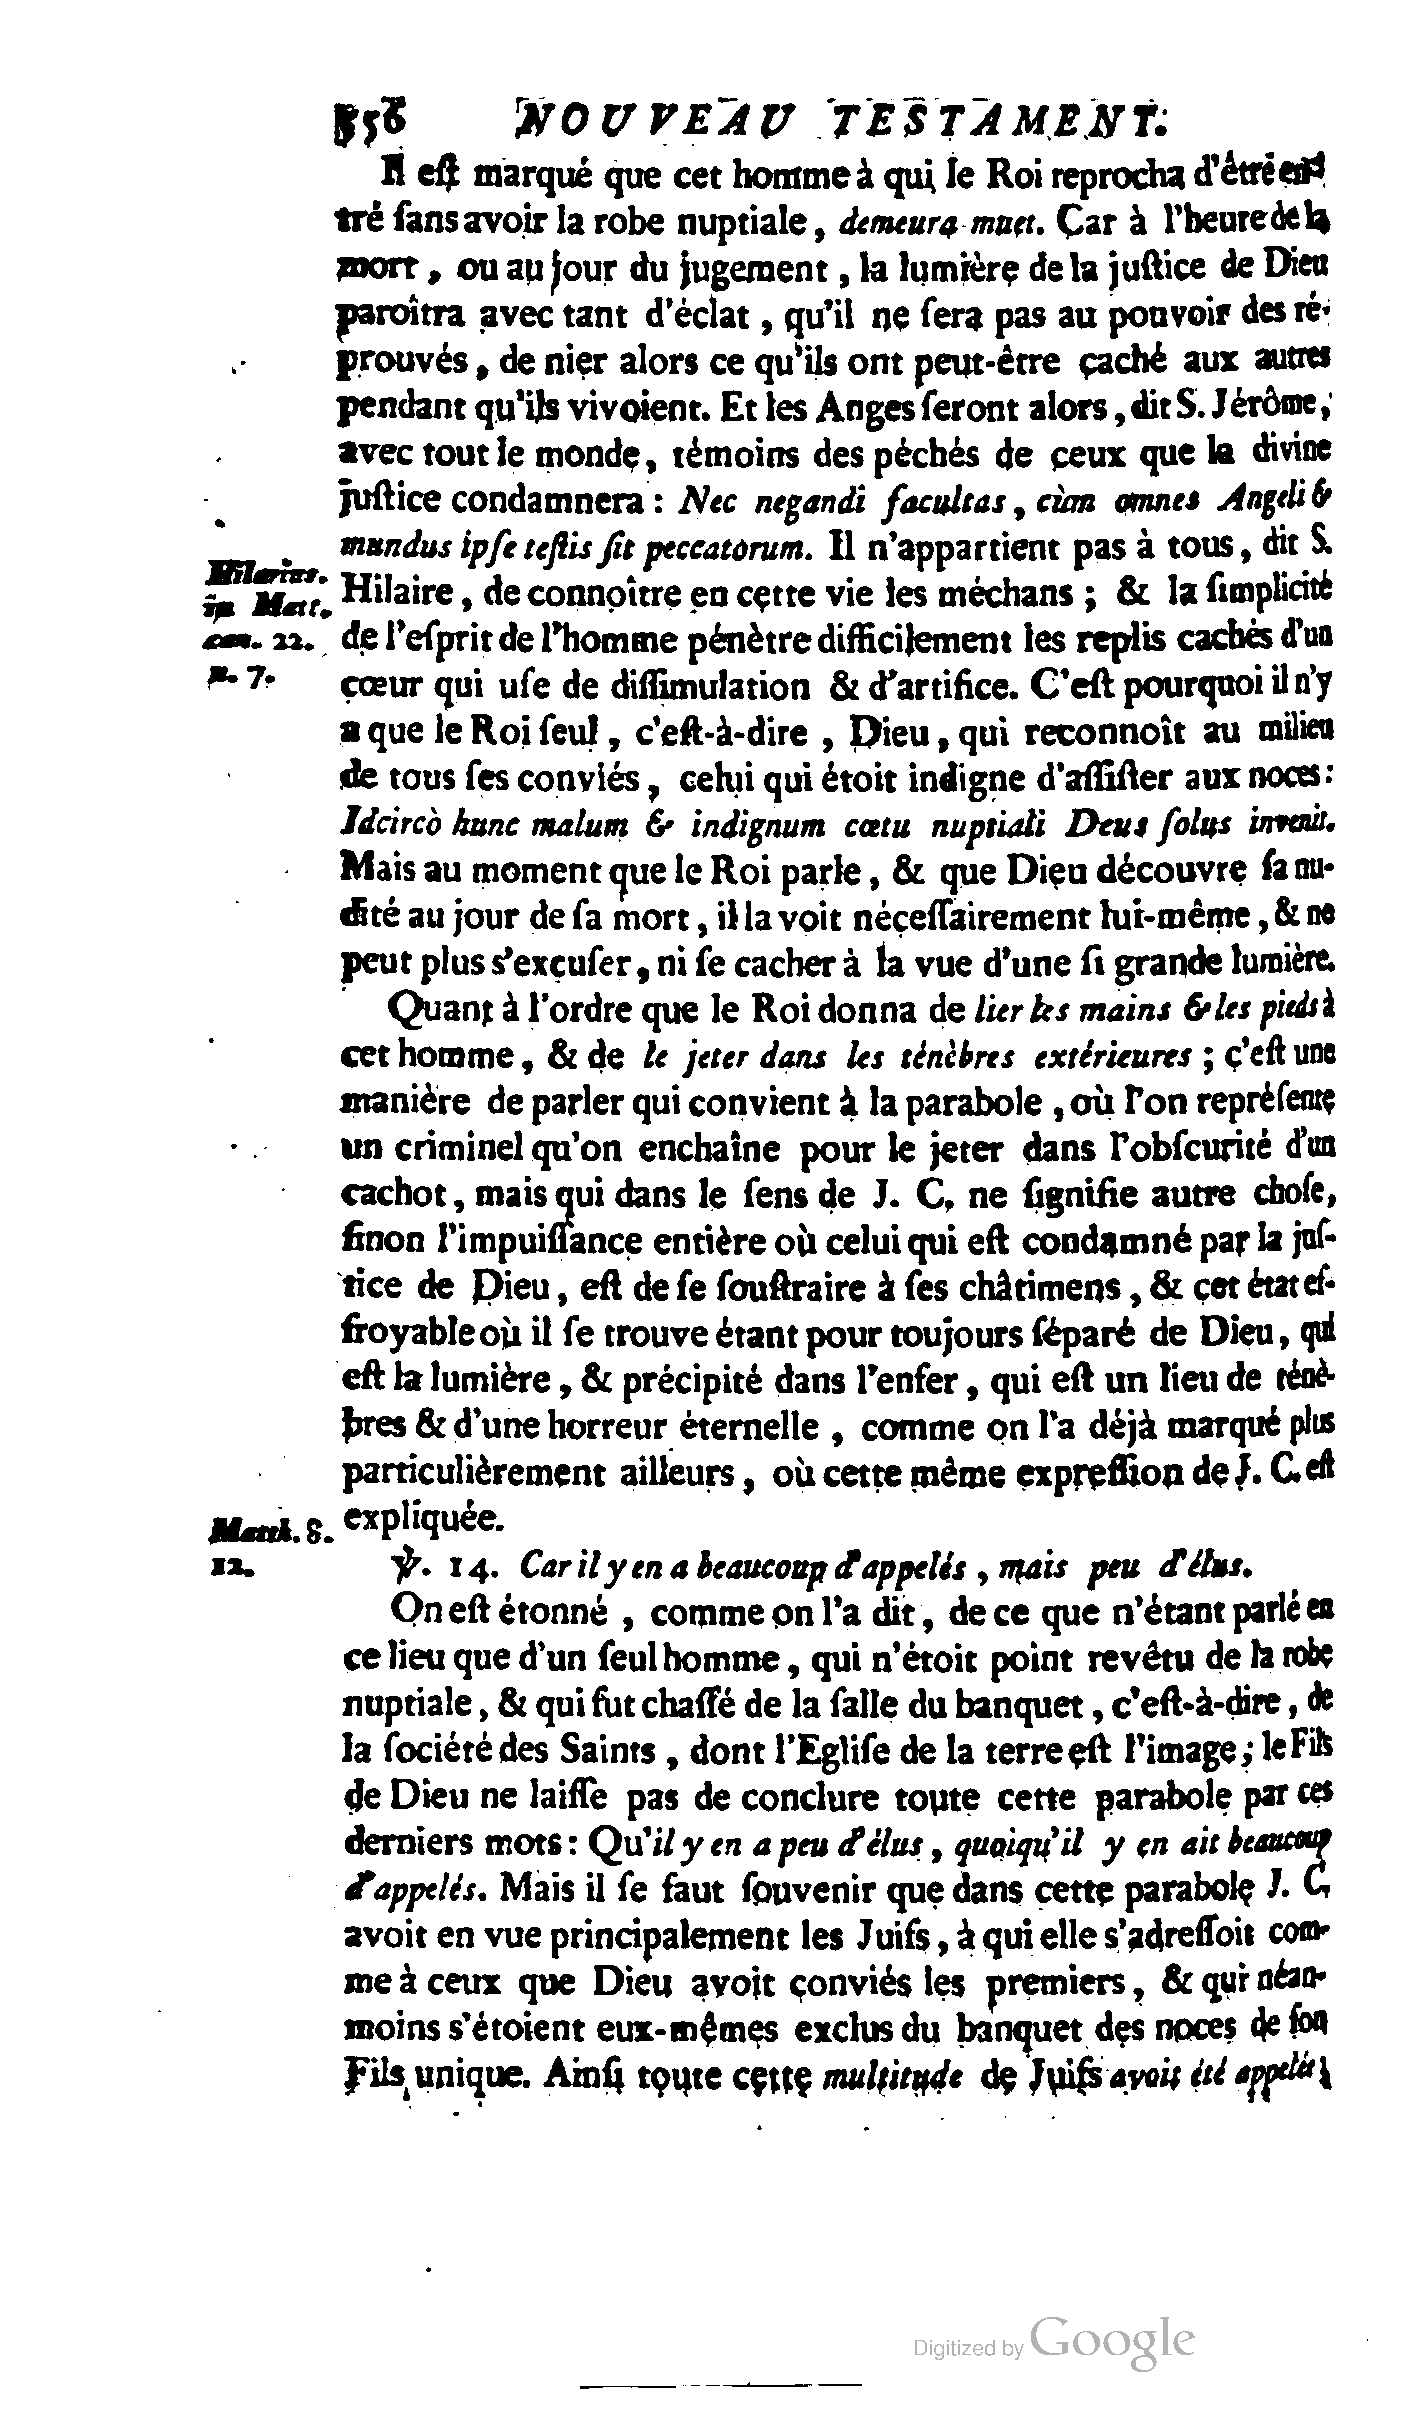 556 NOUVEAU TESTAMENT.
Il eſt marqué que cet homme à qui le Roi reprocha d'être en-
tré ſans avoir la robe nuptiale, demeura muet. Car à l'heure de la
mort, ou au jour du jugement, la lumière de la juſtice de Dieu
paroîtra avec tant d'éclat, qu'il ne ſera pas au pouvoir des ré-
prouvés, de nier alors ce qu'ils ont peut-être caché aux autres
pendant qu'ils vivoient. Et les Anges ſeront alors, dit S. Jérôme,
avec tout le monde, témoins des péchés de ceux que la divine
juſtice condamnera : Nec negandi facultas, cùm omnes Angeli &
mundus ipſe teſtis ſit peccatorum. Il n'appartient pas à tous, dit S.
Hilarius.
in Matt.
can. 22.
n. 7.
Hilaire, de connoître en cette vie les méchans ; & la ſimplicité
de l'eſprit de l'homme pénètre difficilement les replis cachés d'un
cœur qui uſe de diſſimulation & d'artifice. C'eſt pourquoi il n'y
a que le Roi ſeul, c'eſt-à-dire, Dieu, qui reconnoît au milieu
de tous ſes conviés, celui qui étoit indigne d'aſſiſter aux noces :
Idcircò hunc malum & indignum cœtu nuptiali Deus ſolus invenit.
Mais au moment que le Roi parle, & que Dieu découvre ſa nu-
dité au jour de ſa mort, il la voit néceſſairement lui-même, & ne
peut plus s'excuſer, ni ſe cacher à la vue d'une ſi grande lumière.
Quant à l'ordre que le Roi donna de lier les mains & les pieds à
cet homme, & de le jeter dans les ténèbres extérieures ; c'eſt une
manière de parler qui convient à la parabole, où l'on repréſente
un criminel qu'on enchaîne pour le jeter dans l'obſcurité d'un
cachot, mais qui dans le ſens de J. C. ne ſignifie autre choſe,
ſinon l'impuiſſance entière où celui qui eſt condamné par la juſ-
tice de Dieu, eſt de ſe ſouſtraire à ſes châtimens, & cet état ef-
froyable où il ſe trouve étant pour toujours ſéparé de Dieu, qui
eſt la lumière, & précipité dans l'enfer, qui eſt un lieu de ténè-
bres & d'une horreur éternelle, comme on l'a déjà marqué plus
particulièrement ailleurs, où cette même expreſſion de J. C. eſt
expliquée.
Matth. 8.
12.
℣. 14. Car il y en a beaucoup d'appelés, mais peu d'élus.
On eſt étonné, comme on l'a dit, de ce que n'étant parlé en
ce lieu que d'un ſeul homme, qui n'étoit point revêtu de la robe
nuptiale, & qui fut chaſſé de la ſalle du banquet, c'eſt-à-dire, de
la ſociété des Saints, dont l'Egliſe de la terre eſt l'image ; le Fils
de Dieu ne laiſſe pas de conclure toute cette parabole par ces
derniers mots : Qu'il y en a peu d'élus, quoiqu'il y en ait beaucoup
d'appelés. Mais il ſe faut ſouvenir que dans cette parabole J. C.
avoit en vue principalement les Juifs, à qui elle s'adreſſoit com-
me à ceux que Dieu avoit conviés les premiers, & qui néan-
moins s'étoient eux-mêmes exclus du banquet des noces de ſon
Fils unique. Ainſi toute cette multitude de Juifs avoit été appelée ;
Digitized by Google